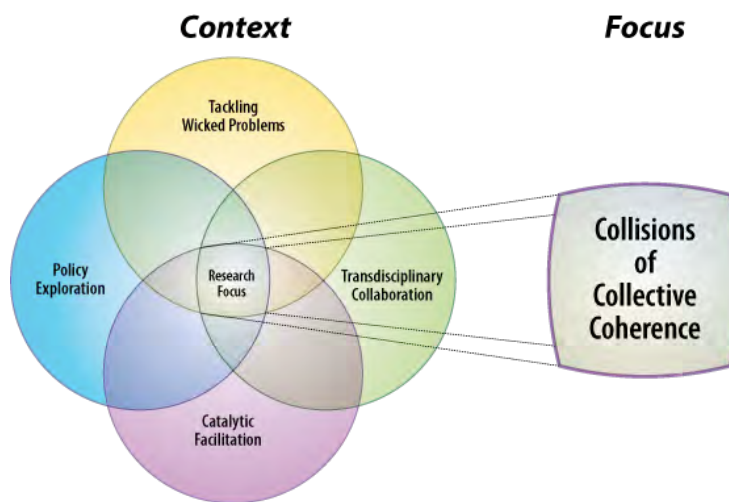 Context
Focus
Tackling
Wicked Problems
Policy
Exploration
Research
Focus
Transdisciplinary
Collaboration
Catalytic
Facilitation
Collisions
of
Collective
Coherence